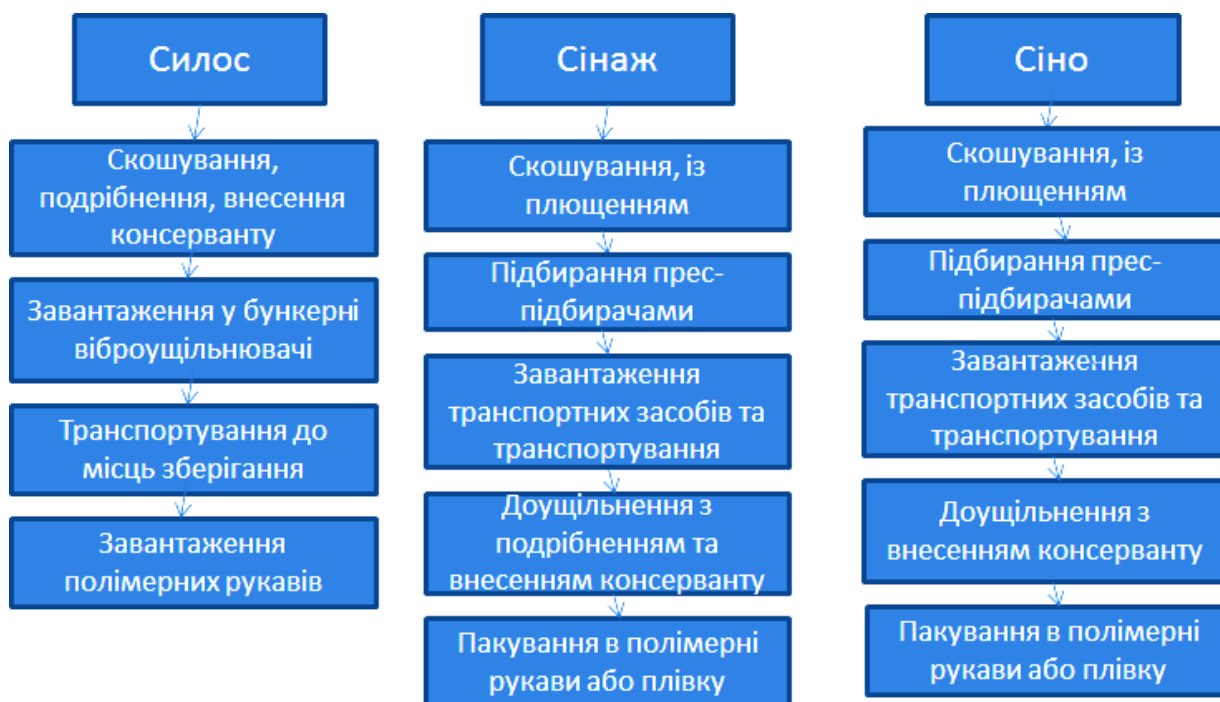 Силос
Скошування,
подрібнення, внесення
консерванту
Завантаження у бункерні
віброущільнювачі
Транспортування до
місць зберігання
Завантаження
полімерних рукавів
Сінаж
Скошування, із
плющенням
Підбирання прес-
підбирачами
Завантаження
транспортних засобів та
транспортування
Доущільнення з
подрібненням та
внесенням консерванту
Пакування в полімерні
рукави або плівку
Сіно
Скошування, із
плющенням
Підбирання прес-
підбирачами
Завантаження
транспортних засобів та
транспортування
Доущільнення з
внесенням консерванту
Пакування в полімерні
рукави або плівку